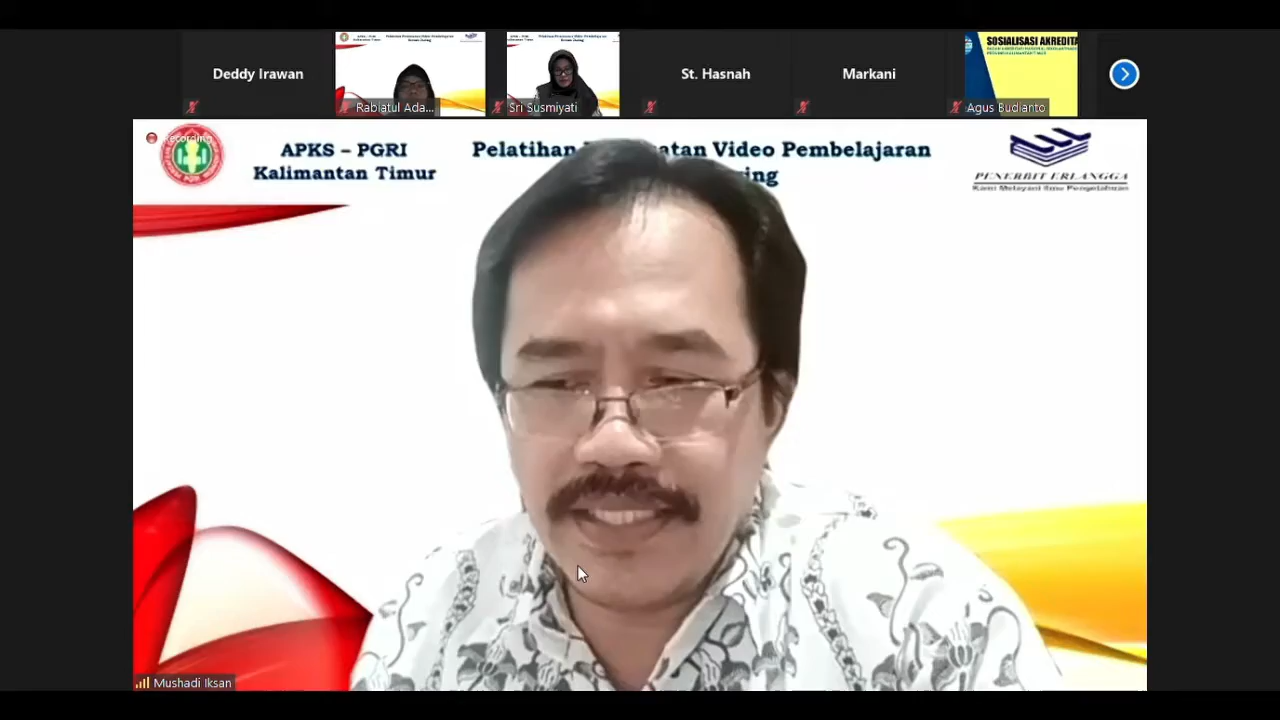 Deddy Irawan
Rabiatul Ada...
Sri Susmiyati
St. Hasnah
Markani
SOSIALISASI AKREDITA
Agus Budianto
Recording
APKS – PGRI
Kalimantan Timur
Pelatihan
atan Video Pembelajaran
ing
PENERBIT ERLANGGA
Kami Melayani Ilmu Pengetahuan
Mushadi Iksan